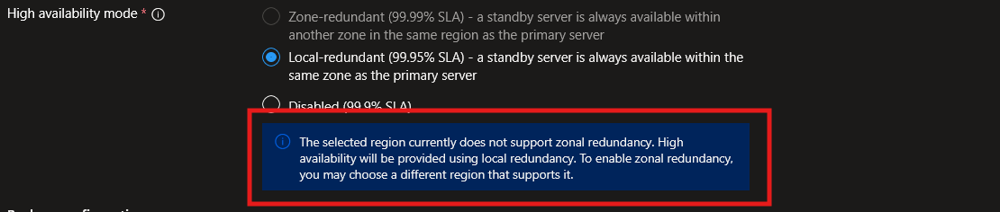 High availability mode *
Zone-redundant (99.99% SLA) - a standby server is always available within
another zone in the same region as the primary server
Local-redundant (99.95% SLA) - a standby server is always available within the
same zone as the primary server
Disabled (99.9% SLA)
The selected region currently does not support zonal redundancy. High
availability will be provided using local redundancy. To enable zonal redundancy,
you may choose a different region that supports it.